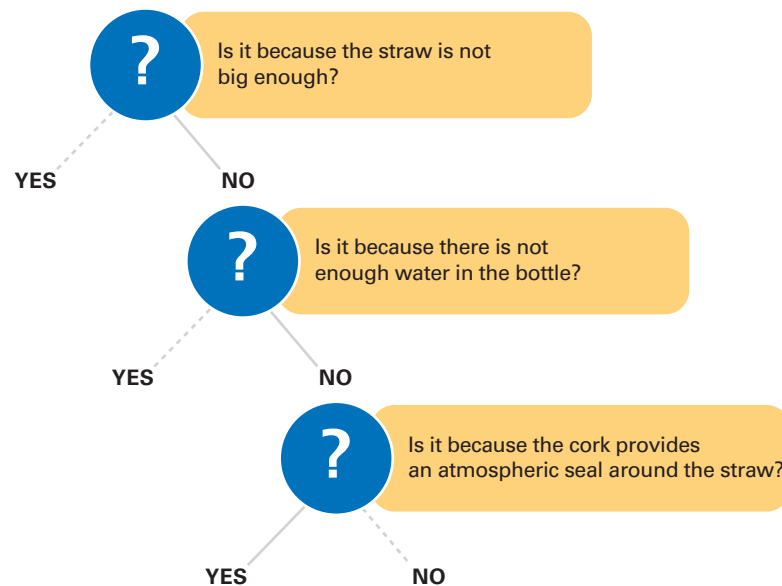 ?
Is it because the straw is not
big enough?
YES
NO
?
Is it because there is not
enough water in the bottle?
YES
NO
?
Is it because the cork provides
an atmospheric seal around the straw?
YES
NO